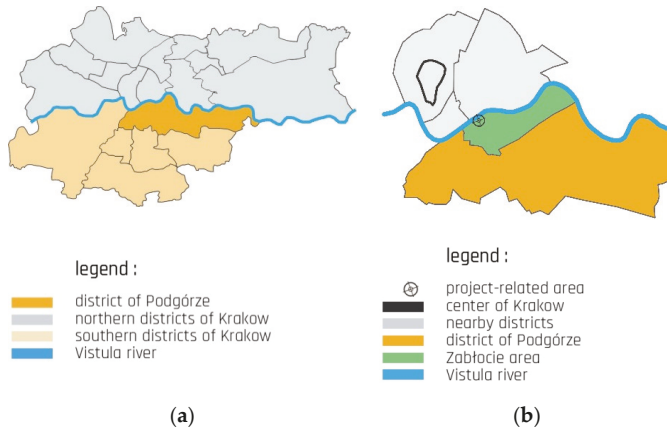 legend :
district of Podgórze
northern districts of Krakow
southern districts of Krakow
Vistula river
(a)
legend :
project-related area
center of Krakow
nearby districts
district of Podgórze
Zabłocie area
Vistula river
(b)